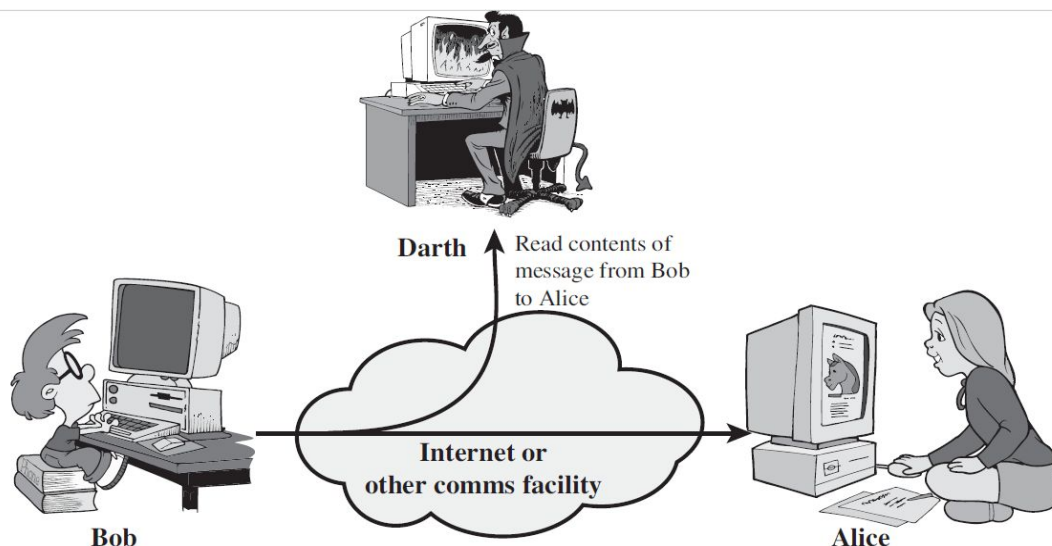 Darth
Read contents of
message from Bob
to Alice
Internet or
other comms facility
Bob
Alice